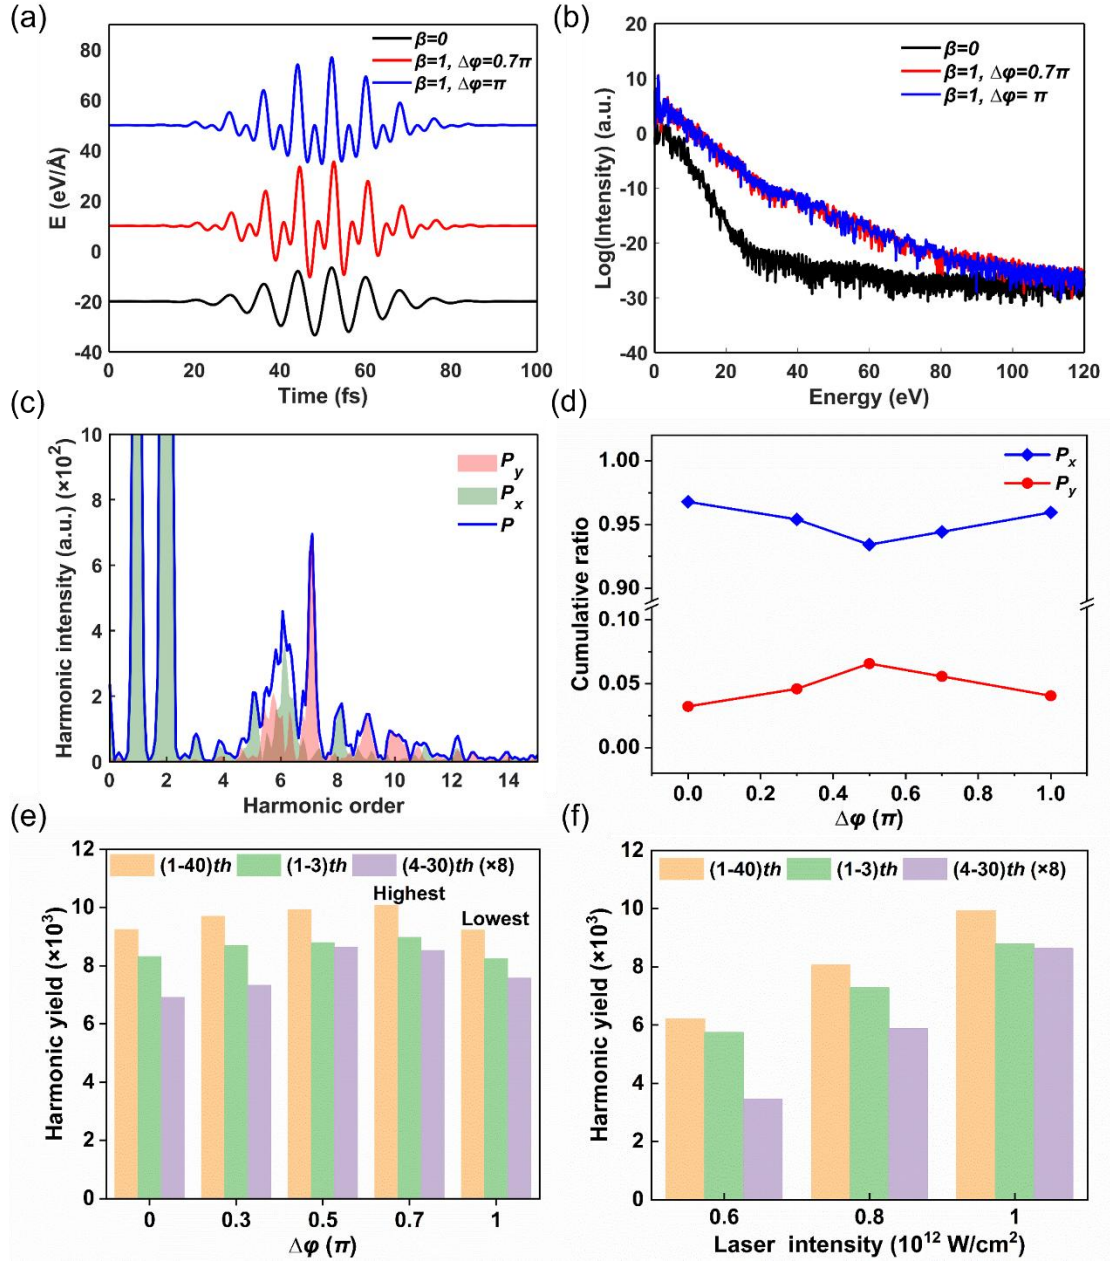 (a)
β=0
β=1, Δφ=0.7π
β=1, Δφ=π
80
60
40
20
0
-20
-40
E (eV/Å)
0 20 40 60 80 100
Time (fs)
(b)
β=0
β=1, Δφ=0.7π
β=1, Δφ= π
20
10
0
-10
-20
-30
-40
Log(Intensity) (a.u.)
0 20 40 60 80 100 120
Energy (eV)
(c)
Py
Px
P
10
8
6
4
2
0
Harmonic intensity (a.u.) (×10²)
0 2 4 6 8 10 12 14
Harmonic order
(d)
Px
Py
1.00
0.95
0.90
0.10
0.05
0.00
Cumulative ratio
0.0 0.2 0.4 0.6 0.8 1.0
Δφ (π)
(e)
(1-40)th (1-3)th (4-30)th (×8)
Highest
Lowest
12
10
8
6
4
2
0
Harmonic yield (×10³)
0 0.3 0.5 0.7 1
Δφ (π)
(f)
(1-40)th (1-3)th (4-30)th (×8)
12
10
8
6
4
2
0
Harmonic yield (×10³)
0.6 0.8 1
Laser intensity (10¹² W/cm²)